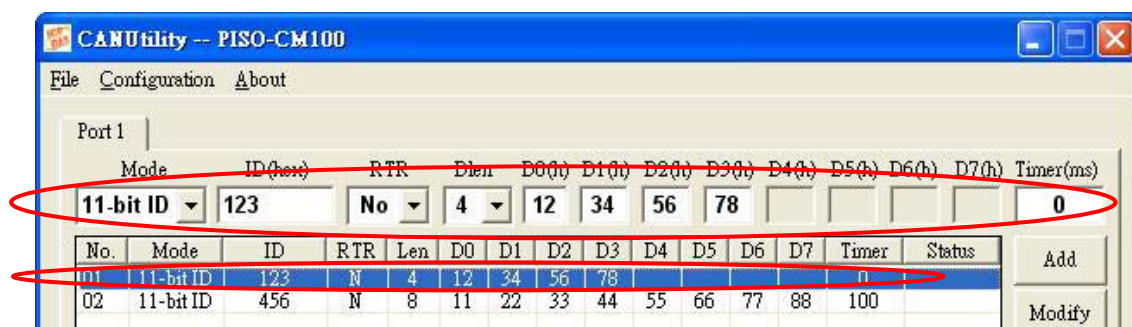 CANUtility -- PISO-CM100
File Configuration About
Port 1
Mode ID(hex) RTR Dlen D0(h) D1(h) D2(h) D3(h) D4(h) D5(h) D6(h) D7(h) Timer(ms)
11-bit ID 123 No 4 12 34 56 78 0
No. Mode ID RTR Len D0 D1 D2 D3 D4 D5 D6 D7 Timer Status
Add
01 11-bit ID 123 N 4 12 34 56 78 0
02 11-bit ID 456 N 8 11 22 33 44 55 66 77 88 100
Modify